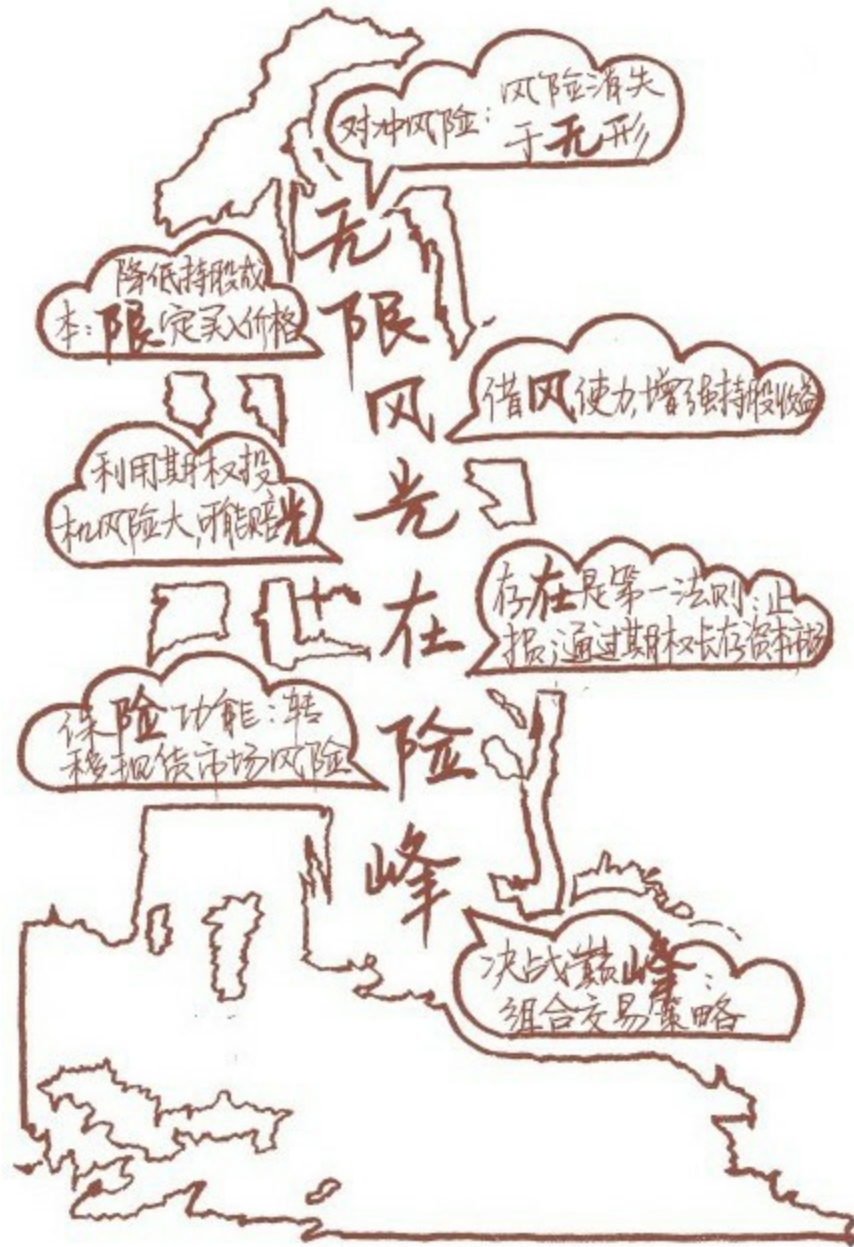 对冲风险：风险消失
于无形
无
限
风
光
在
险
峰
降低持股成
本：限定买入价格
借风使力，增强持股收益
利用期权投
机风险大，可能赔光
存在是第一法则：止
损；通过期权长存资本市场
保险功能：转
移现货市场风险
决战巅峰：
组合交易策略